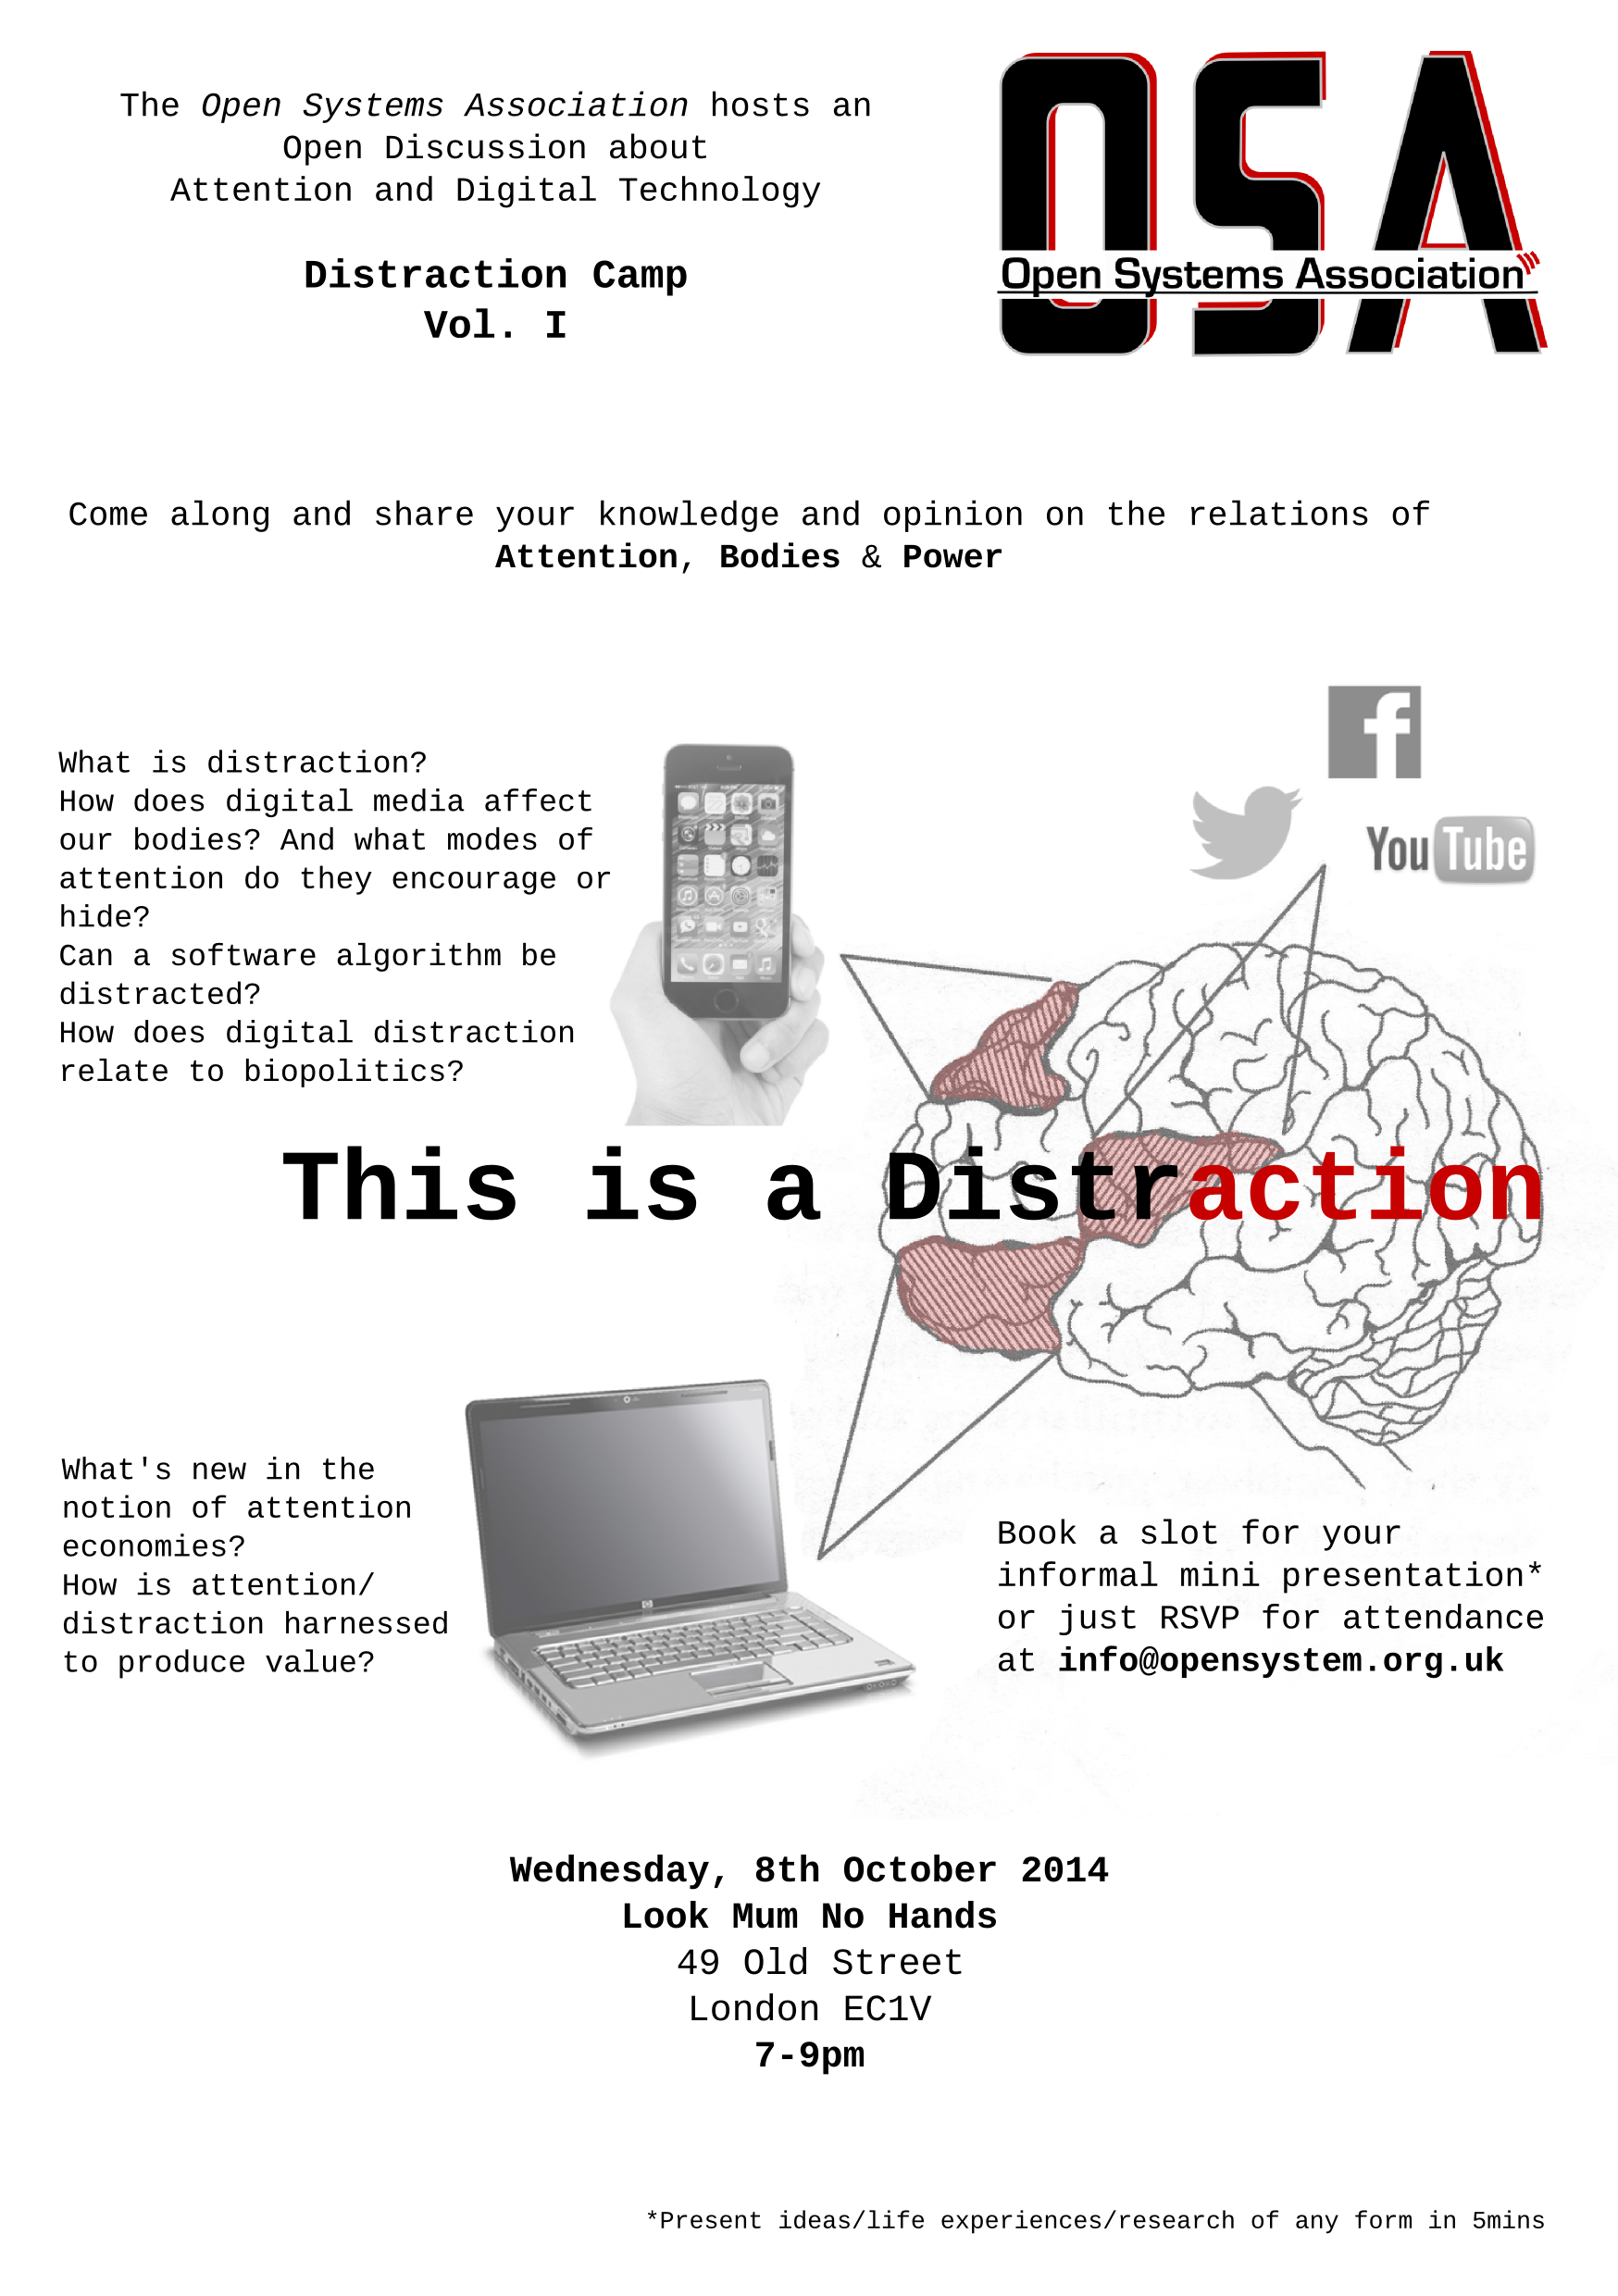 The Open Systems Association hosts an
Open Discussion about
Attention and Digital Technology
Distraction Camp
Vol. I
OSA
Open Systems Association
Come along and share your knowledge and opinion on the relations of
Attention, Bodies & Power
What is distraction?
How does digital media affect
our bodies? And what modes of
attention do they encourage or
hide?
Can a software algorithm be
distracted?
How does digital distraction
relate to biopolitics?
f
YouTube
This is a Distraction
What's new in the
notion of attention
economies?
How is attention/
distraction harnessed
to produce value?
hp
Book a slot for your
informal mini presentation*
or just RSVP for attendance
at info@opensystem.org.uk
Wednesday, 8th October 2014
Look Mum No Hands
49 Old Street
London EC1V
7-9pm
*Present ideas/life experiences/research of any form in 5mins